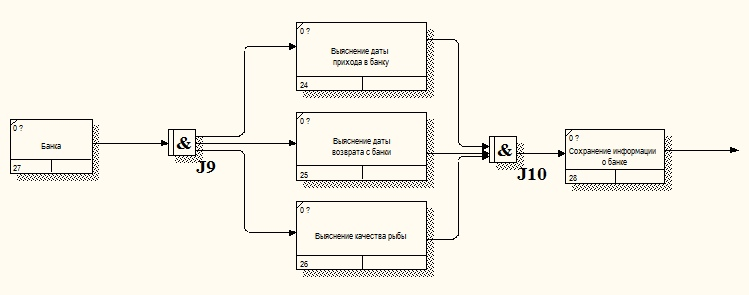 0 ?
Банка
27
&
J9
0 ?
Выяснение даты
прихода в банку
24
0 ?
Выяснение даты
возврата с банки
25
0 ?
Выяснение качества рыбы
26
&
J10
0 ?
Сохранение информации
о банке
28